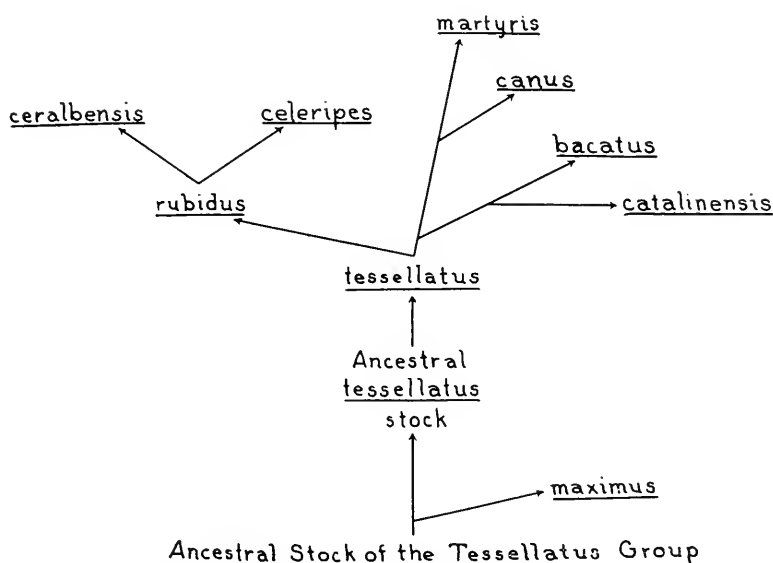 martyris
canus
ceralbensis
celeripes
bacatus
rubidus
catalinensis
tessellatus
Ancestral
tessellatus
stock
maximus
Ancestral Stock of the Tessellatus Group